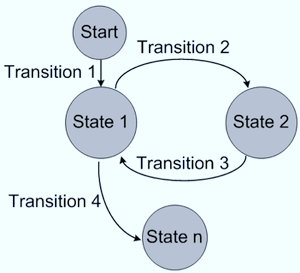 Start
Transition 2
Transition 1
State 1
State 2
Transition 3
Transition 4
State n